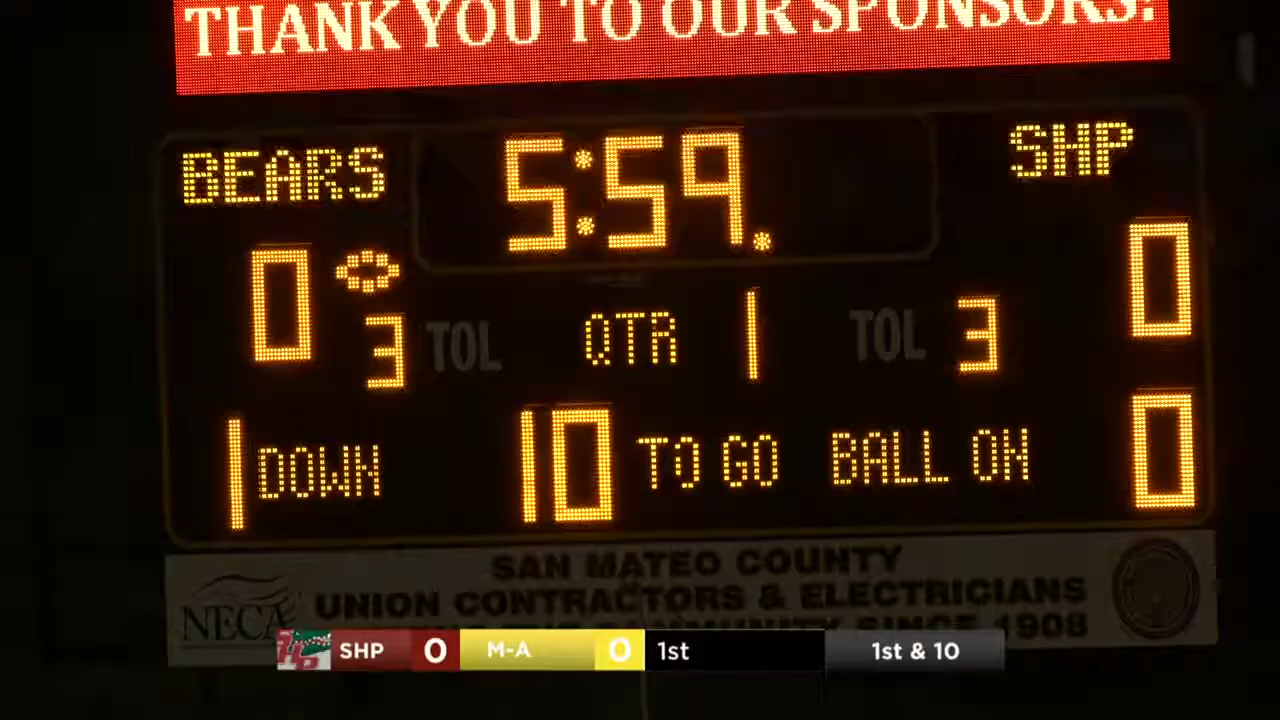 THANK YOU TO OUR SPONSORS!
BEARS 5:59. SHP
0 0
3 TOL QTR 1 TOL 3
1 DOWN 10 TO GO BALL ON 0
SAN MATEO COUNTY
NECA UNION CONTRACTORS & ELECTRICIANS
COMMUNITY SINCE 1908
SHP 0 M-A 0 1st 1st & 10